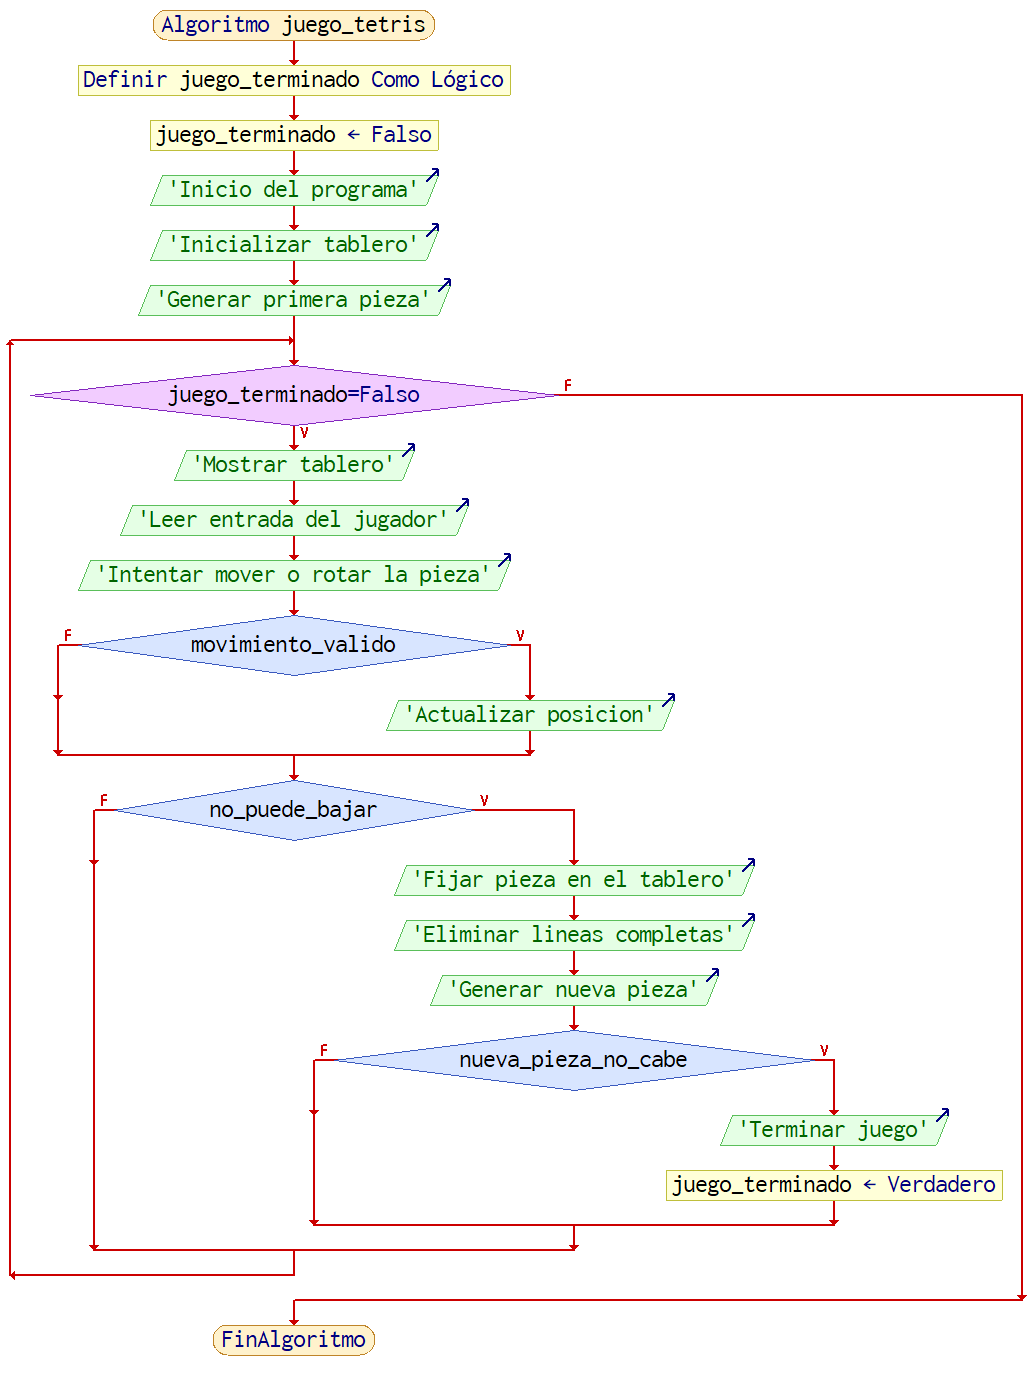 Algoritmo juego_tetris
Definir juego_terminado Como Lógico
juego_terminado ← Falso
'Inicio del programa'
'Inicializar tablero'
'Generar primera pieza'
juego_terminado=Falso
F
V
'Mostrar tablero'
'Leer entrada del jugador'
'Intentar mover o rotar la pieza'
F
V
movimiento_valido
'Actualizar posicion'
F
V
no_puede_bajar
'Fijar pieza en el tablero'
'Eliminar lineas completas'
'Generar nueva pieza'
F
V
nueva_pieza_no_cabe
'Terminar juego'
juego_terminado ← Verdadero
FinAlgoritmo